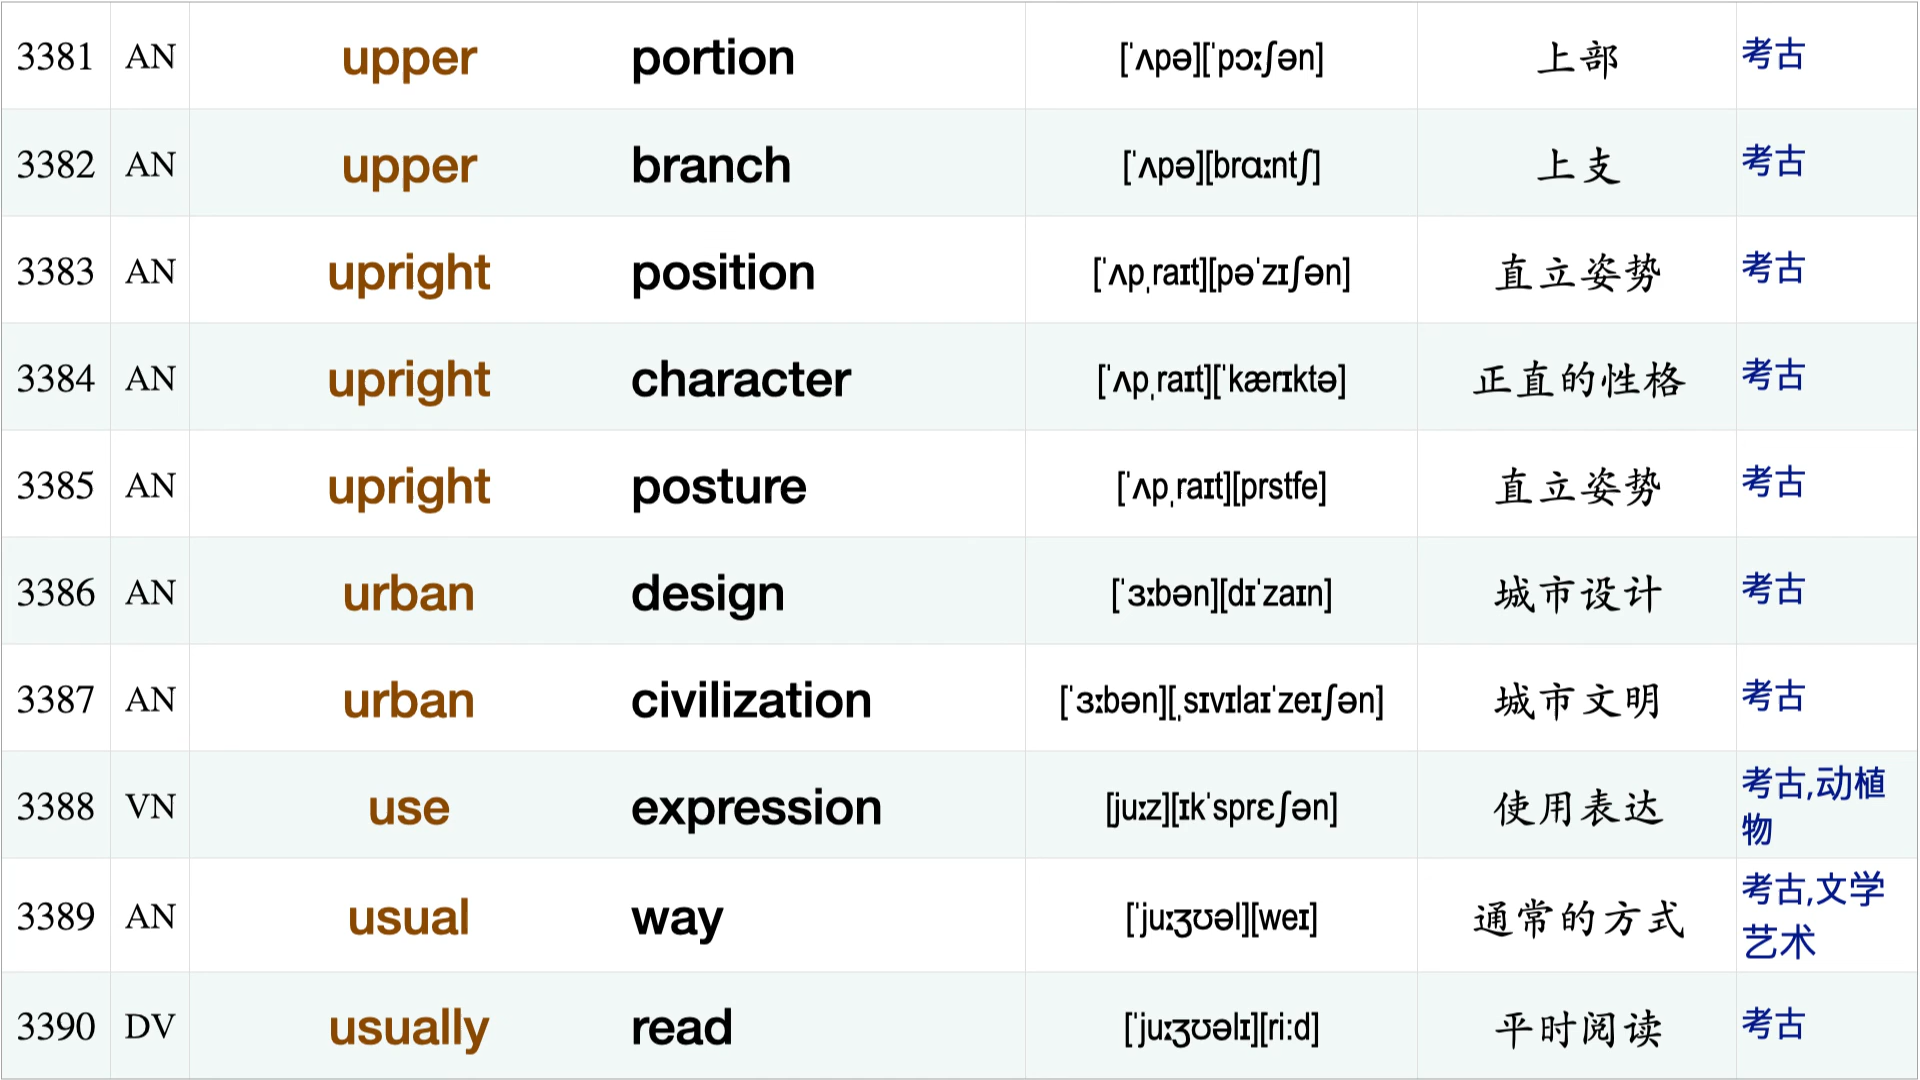 3381 AN upper portion [ˈʌpə][ˈpɔːʃən] 上部 考古
3382 AN upper branch [ˈʌpə][brɑːntʃ] 上支 考古
3383 AN upright position [ˈʌpˌraɪt][pəˈzɪʃən] 直立姿势 考古
3384 AN upright character [ˈʌpˌraɪt][ˈkærɪktə] 正直的性格 考古
3385 AN upright posture [ˈʌpˌraɪt][prstfe] 直立姿势 考古
3386 AN urban design [ˈɜːbən][dɪˈzaɪn] 城市设计 考古
3387 AN urban civilization [ˈɜːbən][ˌsɪvɪlaɪˈzeɪʃən] 城市文明 考古
3388 VN use expression [juːz][ɪkˈsprɛʃən] 使用表达 考古,动植
物
3389 AN usual way [ˈjuːʒʊəl][weɪ] 通常的方式 考古,文学
艺术
3390 DV usually read [ˈjuːʒʊəlɪ][ri:d] 平时阅读 考古